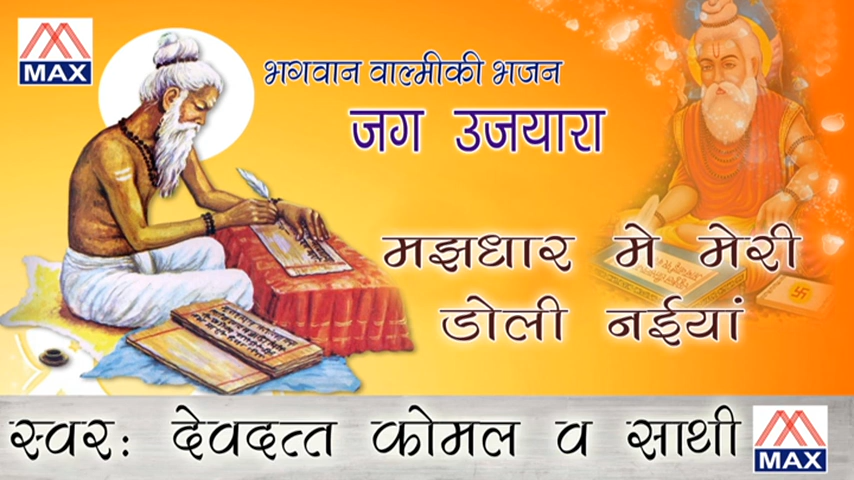 MAX
भगवान वाल्मीकी भजन
जग उजयारा
मझधार मे मेरी
डोली नईयां
स्वर: देवदत्त कोमल व साथी
MAX